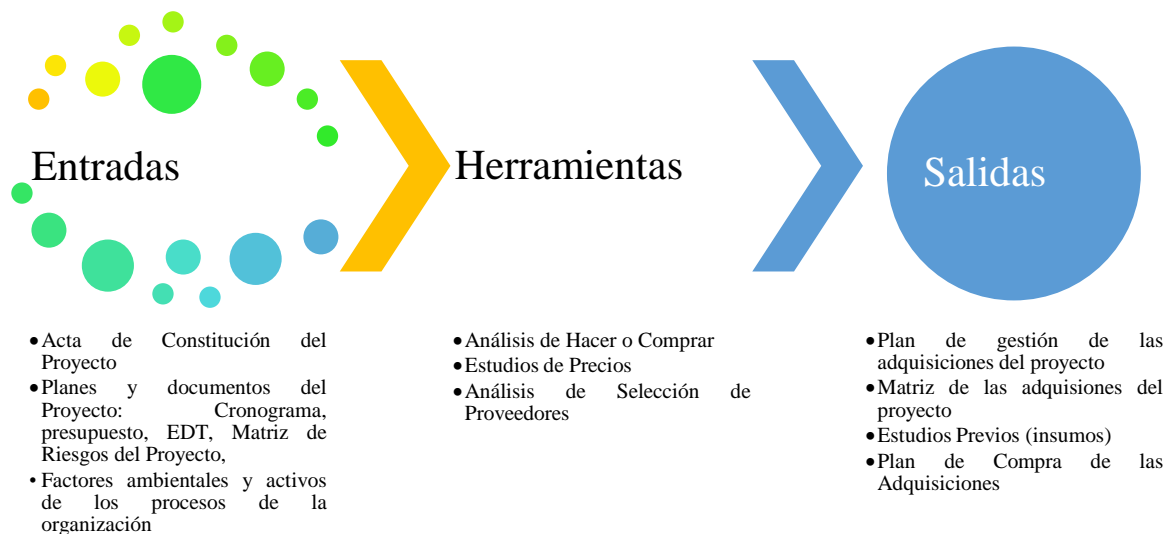 Entradas
Herramientas
Salidas
•Acta de Constitución del
Proyecto
•Planes y documentos del
Proyecto: Cronograma,
presupuesto, EDT, Matriz de
Riesgos del Proyecto,
• Factores ambientales y activos
de los procesos de la
organización
•Análisis de Hacer o Comprar
•Estudios de Precios
•Análisis de Selección de
Proveedores
•Plan de gestión de las
adquisiciones del proyecto
•Matriz de las adquisiones del
proyecto
•Estudios Previos (insumos)
•Plan de Compra de las
Adquisiciones